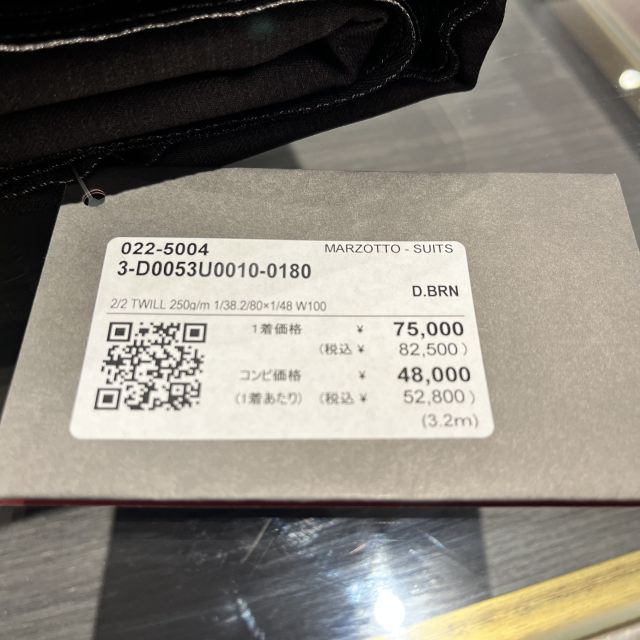 022-5004 MARZOTTO - SUITS
3-D0053U0010-0180
D.BRN
2/2 TWILL 250g/m 1/38.2/80×1/48 W100
1着価格 ¥ 75,000
(税込 ¥ 82,500)
コンビ価格 ¥ 48,000
(1着あたり) (税込 ¥ 52,800)
(3.2m)